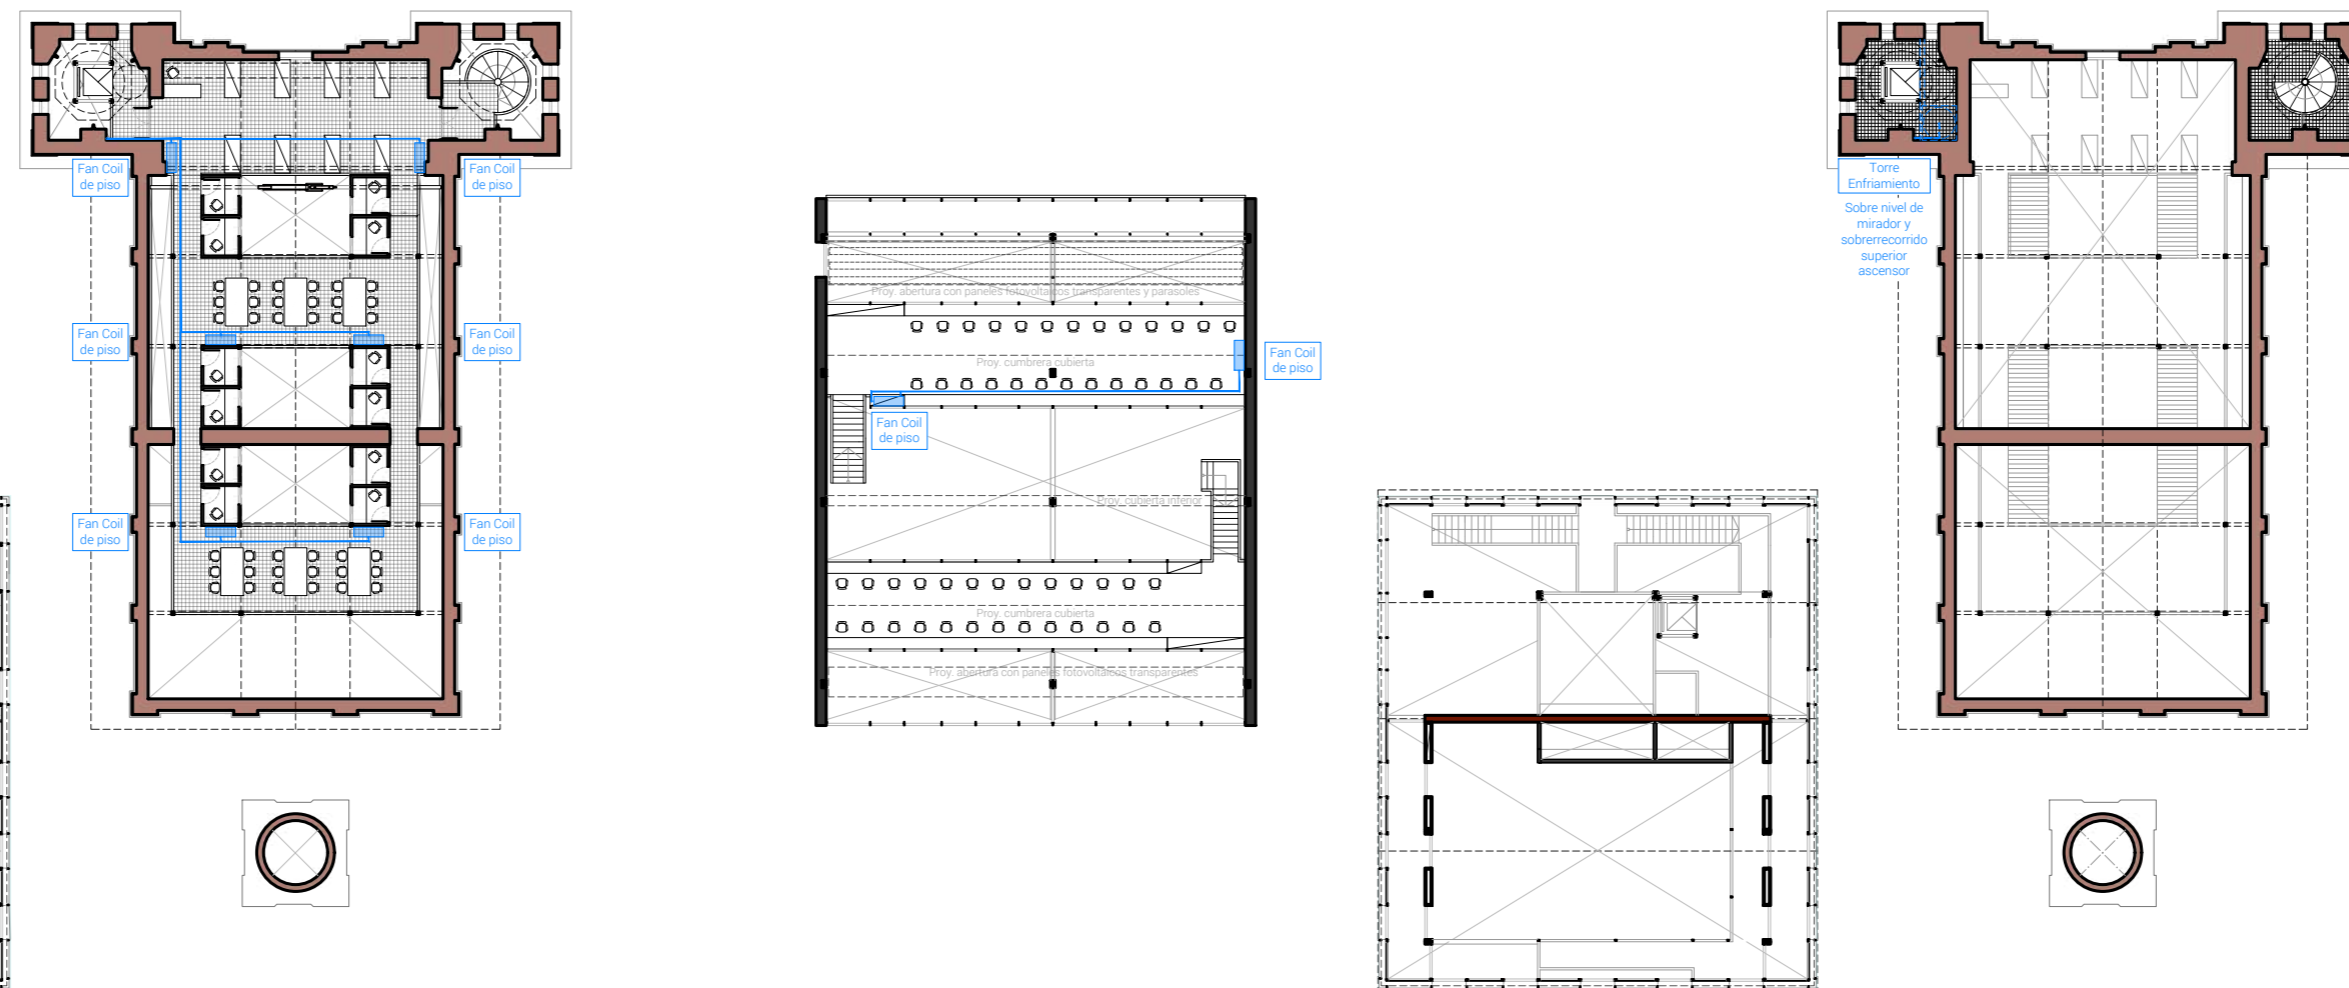 Fan Coil
de piso
Fan Coil
de piso
Fan Coil
de piso
Fan Coil
de piso
Fan Coil
de piso
Fan Coil
de piso
Proy. abertura con paneles fotovoltaicos transparentes y parasoles
Proy. cumbrera cubierta
Fan Coil
de piso
Fan Coil
de piso
Proy. cubierta inferior
Proy. cumbrera cubierta
Proy. abertura con paneles fotovoltaicos transparentes
Torre
Enfriamiento
Sobre nivel de
mirador y
sobrerrecorrido
superior
ascensor